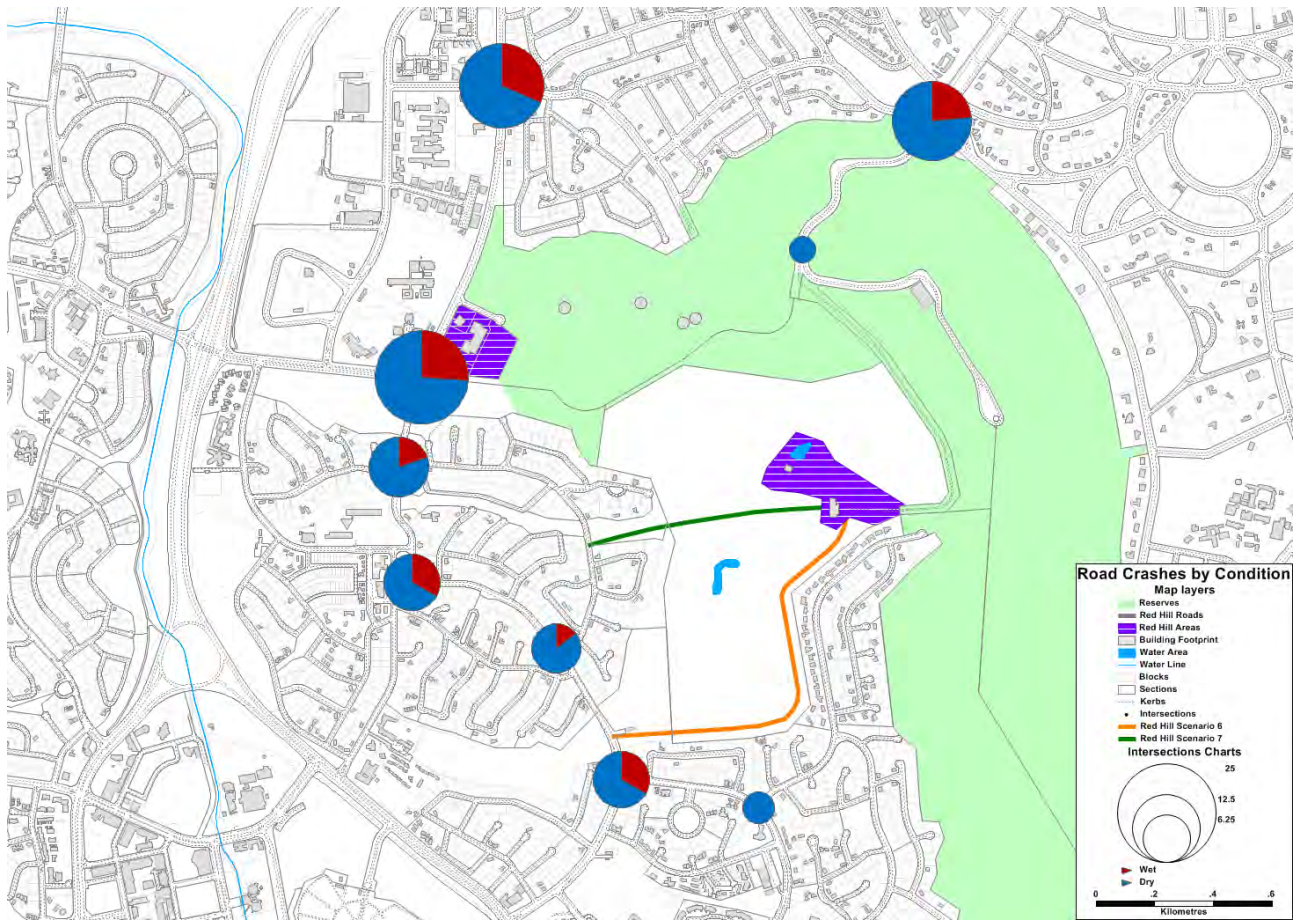 Road Crashes by Condition
Map layers
Reserves
Red Hill Roads
Red Hill Areas
Building Footprint
Water Area
Water Line
Blocks
Sections
Kerbs
Intersections
Red Hill Scenario 6
Red Hill Scenario 7
Intersections Charts
25
12.5
6.25
Wet
Dry
0 .2 .4 .6
Kilometres